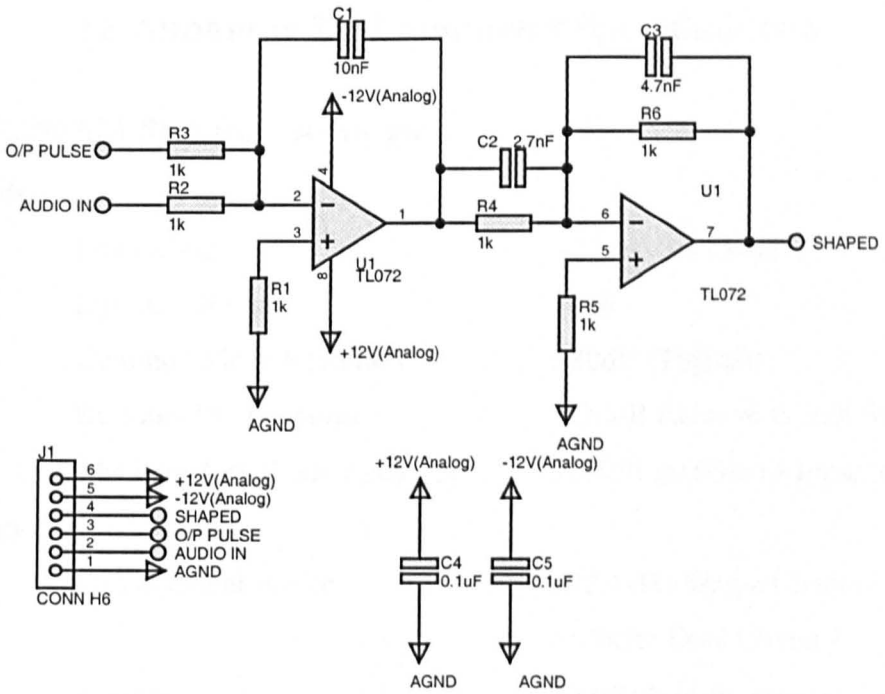 C1
10nF
-12V(Analog)
4
R3
O/P PULSE
1k
R2
AUDIO IN
1k
2
3
1
8
U1
TL072
R1
1k
+12V(Analog)
AGND
C2 2.7nF
R4
1k
C3
4.7nF
R6
1k
U1
6
5
7
SHAPED
TL072
R5
1k
AGND
J1
6
+12V(Analog)
5
-12V(Analog)
4
SHAPED
3
O/P PULSE
2
AUDIO IN
1
AGND
CONN H6
+12V(Analog)
C4
0.1uF
AGND
-12V(Analog)
C5
0.1uF
AGND